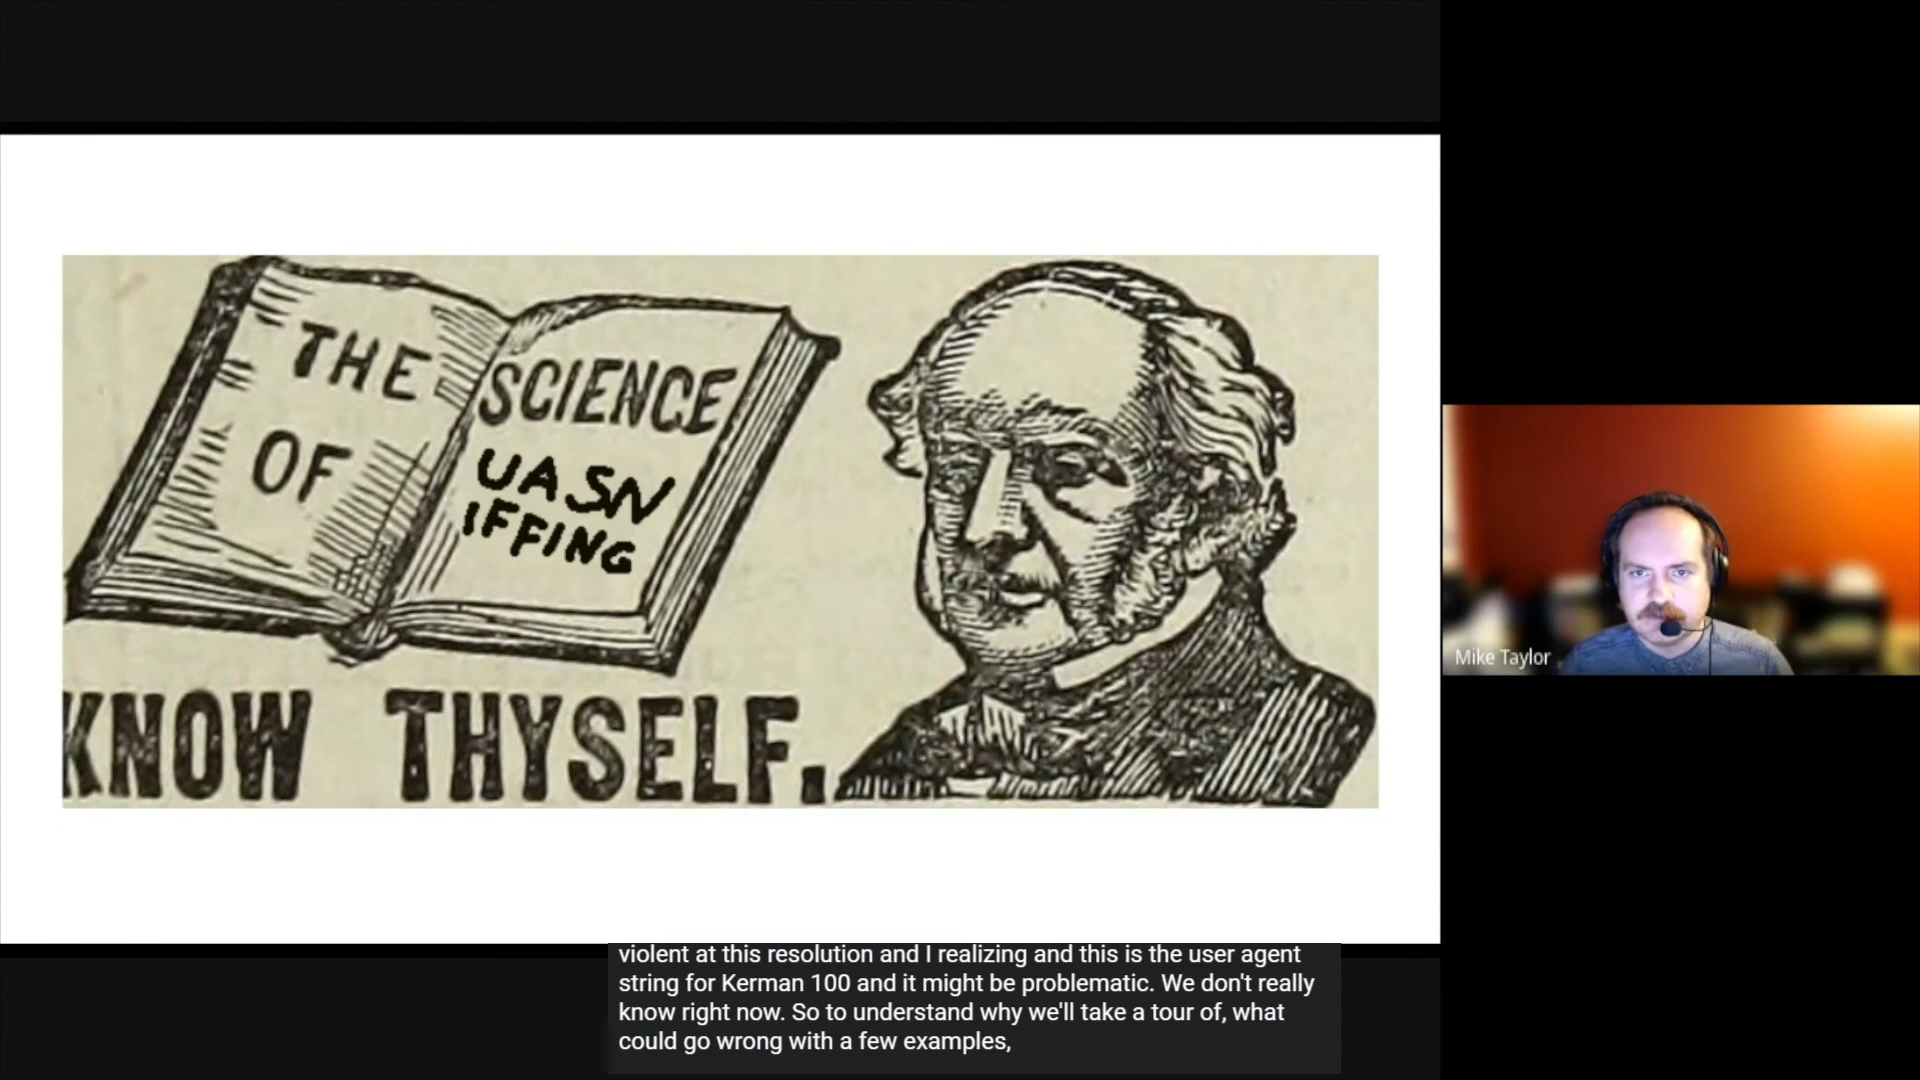 THE
OF
SCIENCE
UASN
IFFING
KNOW THYSELF.
Mike Taylor
violent at this resolution and I realizing and this is the user agent
string for Kerman 100 and it might be problematic. We don't really
know right now. So to understand why we'll take a tour of, what
could go wrong with a few examples,